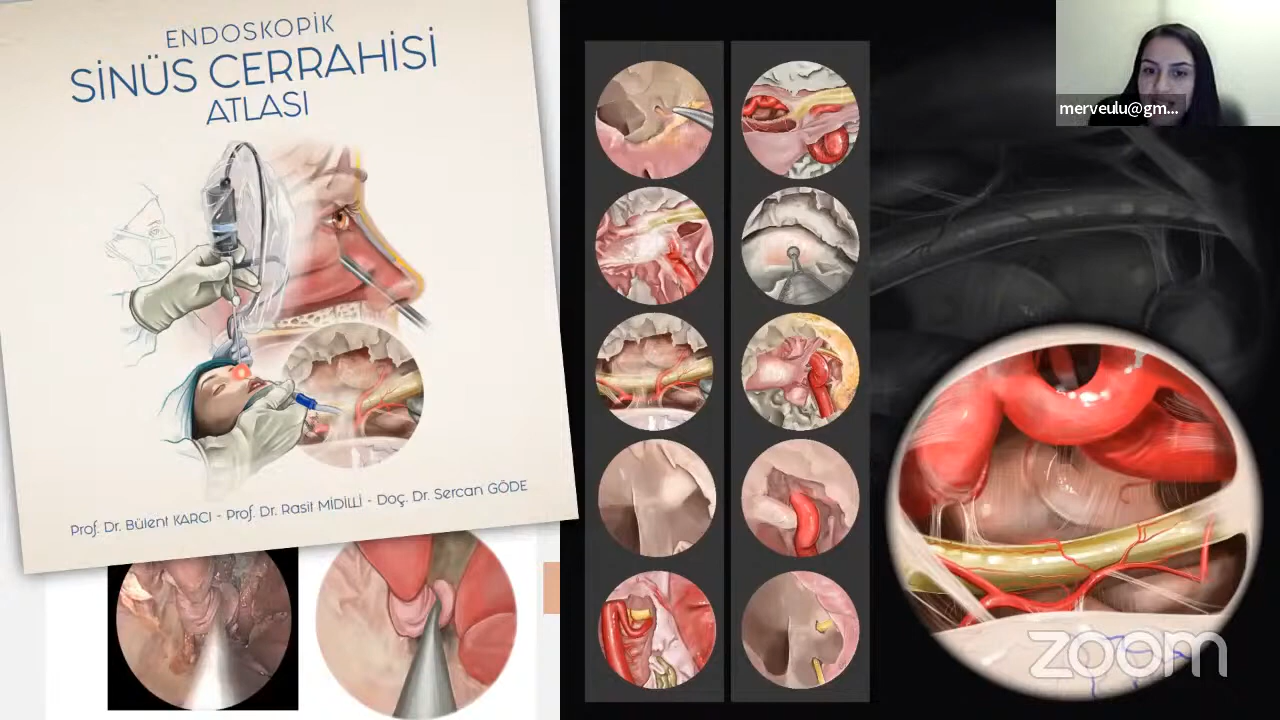 ENDOSKOPİK
SİNÜS CERRAHİSİ
ATLASI
Prof. Dr. Bülent KARCI - Prof. Dr. Rasit MİDİLLİ - Doç. Dr. Sercan GÖDE
merveulu@gm...
zoom